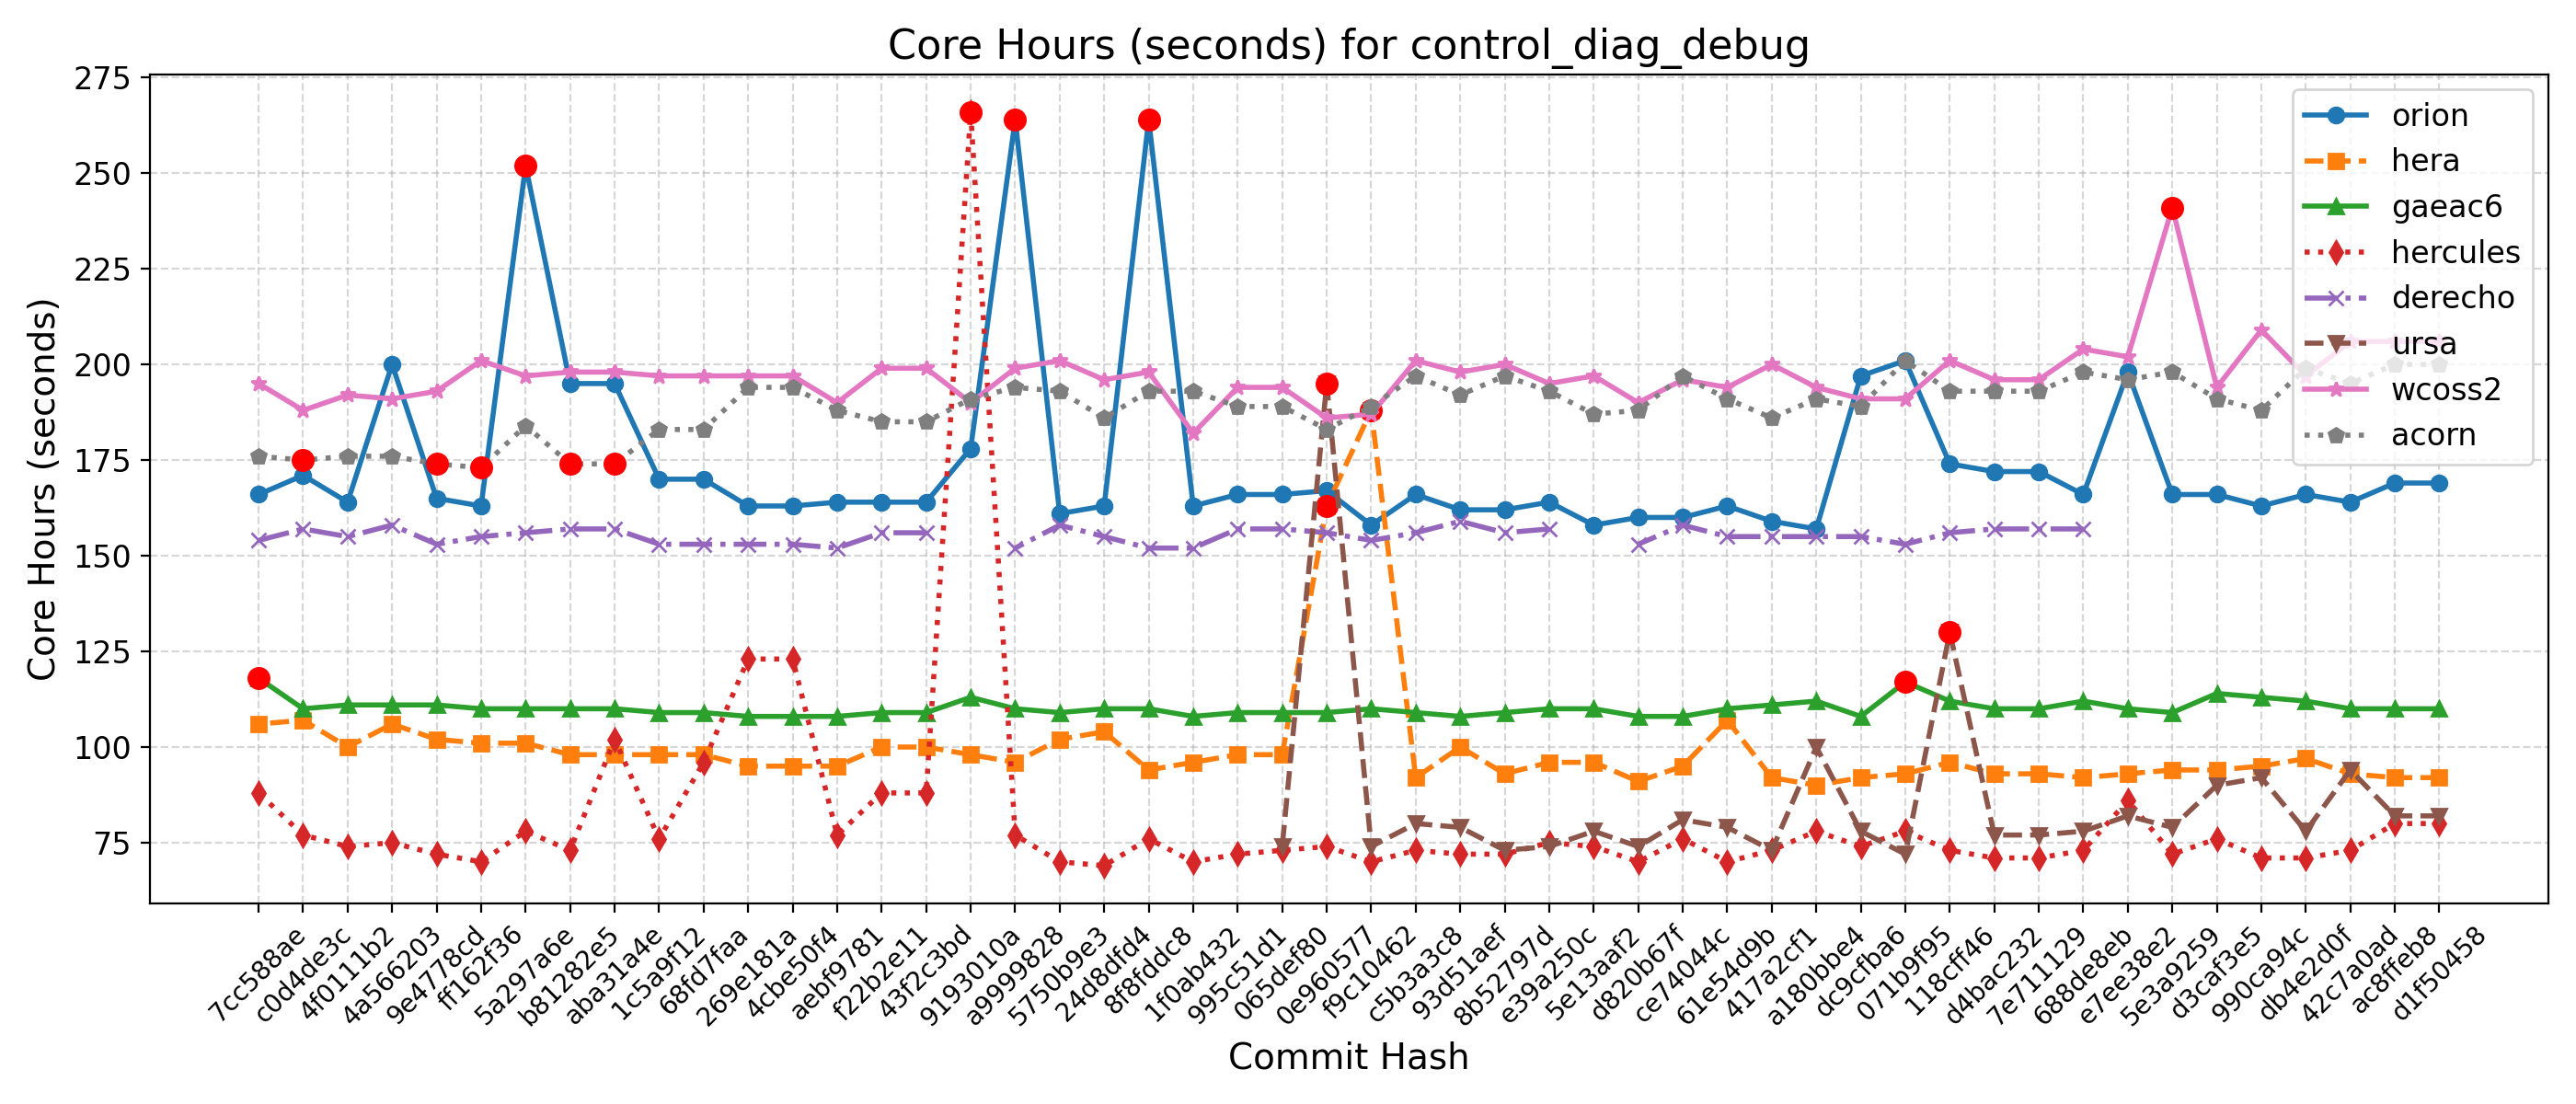 Core Hours (seconds) for control_diag_debug
Core Hours (seconds)
275
250
225
200
175
150
125
100
75
orion
hera
gaeac6
hercules
derecho
ursa
wcoss2
acorn
7cc588ae
c0d4de3c
4f0111b2
4a566203
9e4778cd
ff162f36
5a297a6e
b81282e5
aba31a4e
1c5a9f12
68fd7faa
269e181a
4cbe50f4
aebf9781
f22b2e11
43f2c3bd
9193010a
a9999828
5750b9e3
24d8dfd4
8f8fddc8
1f0ab432
995c51d1
065def80
0e960577
f9c10462
c5b3a3c8
93d51aef
8b52797d
e39a250c
5e13aaf2
d820b67f
ce74044c
61e54d9b
417a2cf1
a180bbe4
dc9cfba6
071b9f95
118cff46
d4bac232
7e711129
688de8eb
e7ee38e2
5e3a9259
d3caf3e5
990ca94c
db4e2d0f
42c7a0ad
ac8ffeb8
d1f50458
Commit Hash